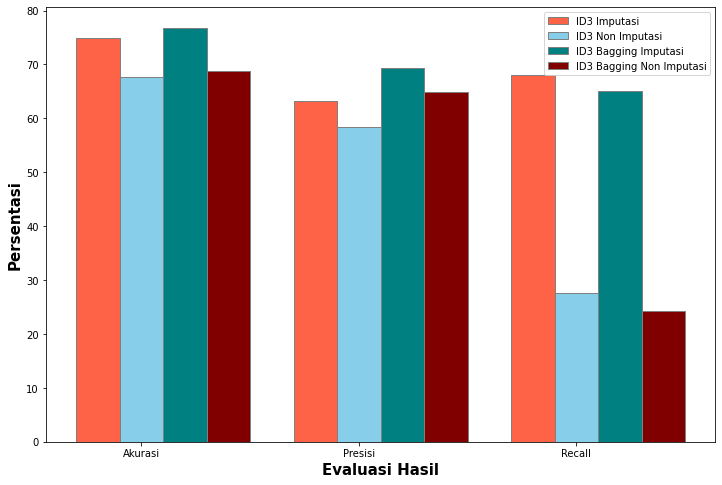 80
70
60
50
40
30
20
10
0
Persentasi
ID3 Imputasi
ID3 Non Imputasi
ID3 Bagging Imputasi
ID3 Bagging Non Imputasi
Akurasi Presisi Recall
Evaluasi Hasil